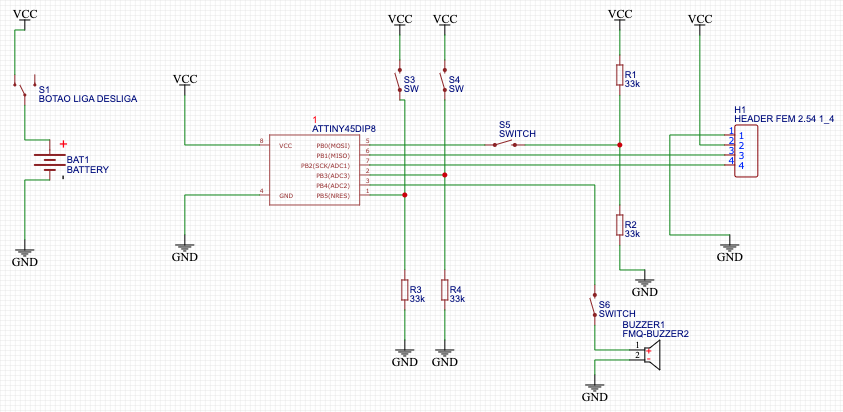 VCC
VCC
VCC
VCC
VCC
VCC
S1
BOTAO LIGA DESLIGA
S3
SW
S4
SW
R1
33k
H1
HEADER FEM 2.54 1_4
1
ATTINY45DIP8
S5
SWITCH
8
VCC
PB0(MOSI)
5
PB1(MISO)
6
PB2(SCK/ADC1)
7
PB3(ADC3)
2
PB4(ADC2)
3
4
GND
PB5(NRES)
1
1
1
2
2
3
3
4
4
+
BAT1
BATTERY
R2
33k
GND
GND
GND
GND
R3
33k
R4
33k
S6
SWITCH
BUZZER1
FMQ-BUZZER2
1
+
2
-
GND
GND
GND